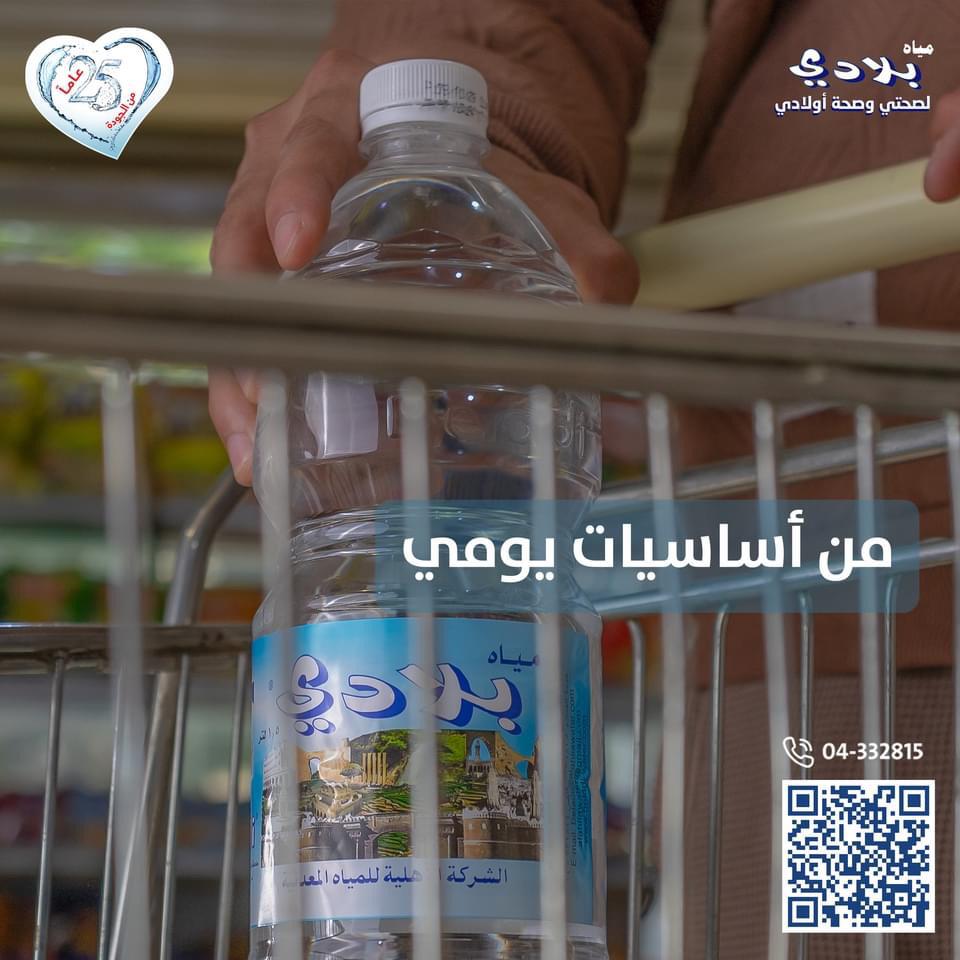 25
عاماً
من الجودة
مياه
بلادي
لصحتي وصحة أولادي
من أساسيات يومي
مياه
بلادي
الشركة الأهلية للمياه المعدنية
04-332815